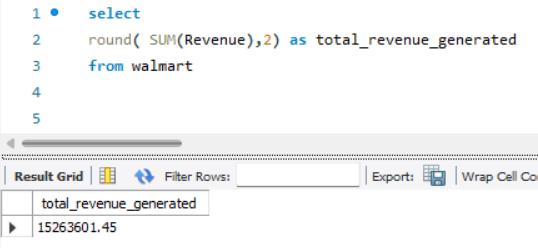 1 select
2 round( SUM(Revenue),2) as total_revenue_generated
3 from walmart
4
5
Result Grid Filter Rows: Export: Wrap Cell Co
total_revenue_generated
15263601.45